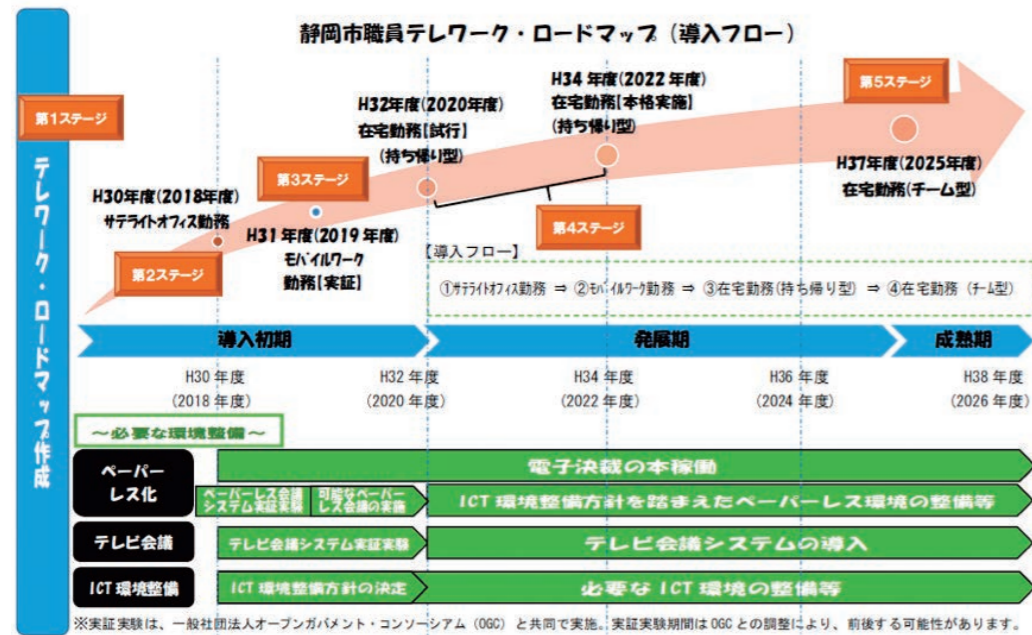 静岡市職員テレワーク・ロードマップ（導入フロー）
第1ステージ
テレワーク・ロードマップ作成
H30年度(2018年度)
サテライトオフィス勤務
第2ステージ
第3ステージ
H31年度(2019年度)
モバイルワーク
勤務【実証】
H32年度(2020年度)
在宅勤務【試行】
(持ち帰り型)
H34年度(2022年度)
在宅勤務【本格実施】
(持ち帰り型)
第4ステージ
第5ステージ
H37年度(2025年度)
在宅勤務(チーム型)
【導入フロー】
①サテライトオフィス勤務 ⇒ ②モバイルワーク勤務 ⇒ ③在宅勤務(持ち帰り型) ⇒ ④在宅勤務（チーム型）
導入初期
発展期
成熟期
H30年度
(2018年度)
H32年度
(2020年度)
H34年度
(2022年度)
H36年度
(2024年度)
H38年度
(2026年度)
～必要な環境整備～
ペーパー
レス化
電子決裁の本稼働
ペーパーレス会議
システム実証実験
可能なペーパー
レス会議の実施
ICT環境整備方針を踏まえたペーパーレス環境の整備等
テレビ会議
テレビ会議システム実証実験
テレビ会議システムの導入
ICT環境整備
ICT環境整備方針の決定
必要なICT環境の整備等
※実証実験は、一般社団法人オープンガバメント・コンソーシアム（OGC）と共同で実施。実証実験期間はOGCとの調整により、前後する可能性があります。